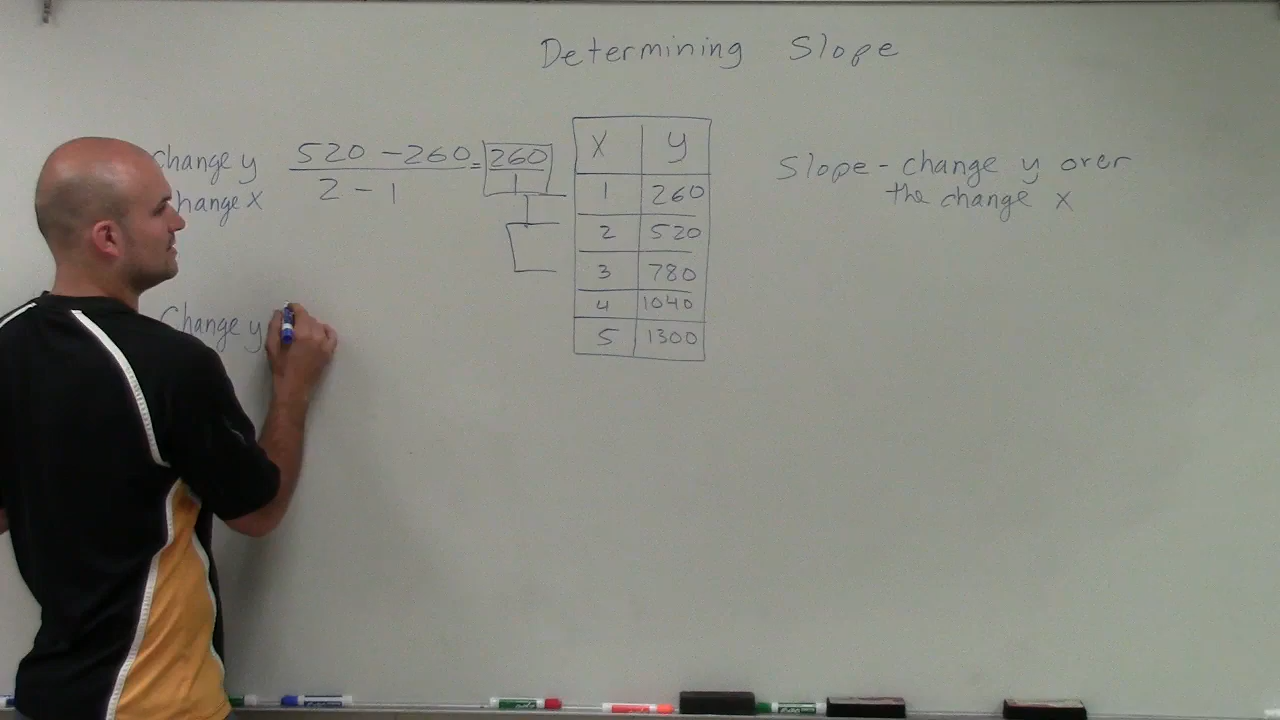 Determining Slope
change y
520 - 260 = 260
hange x
2 - 1
1
x y
1 260
2 520
3 780
4 1040
5 1300
Slope - change y over
the change x
Change y